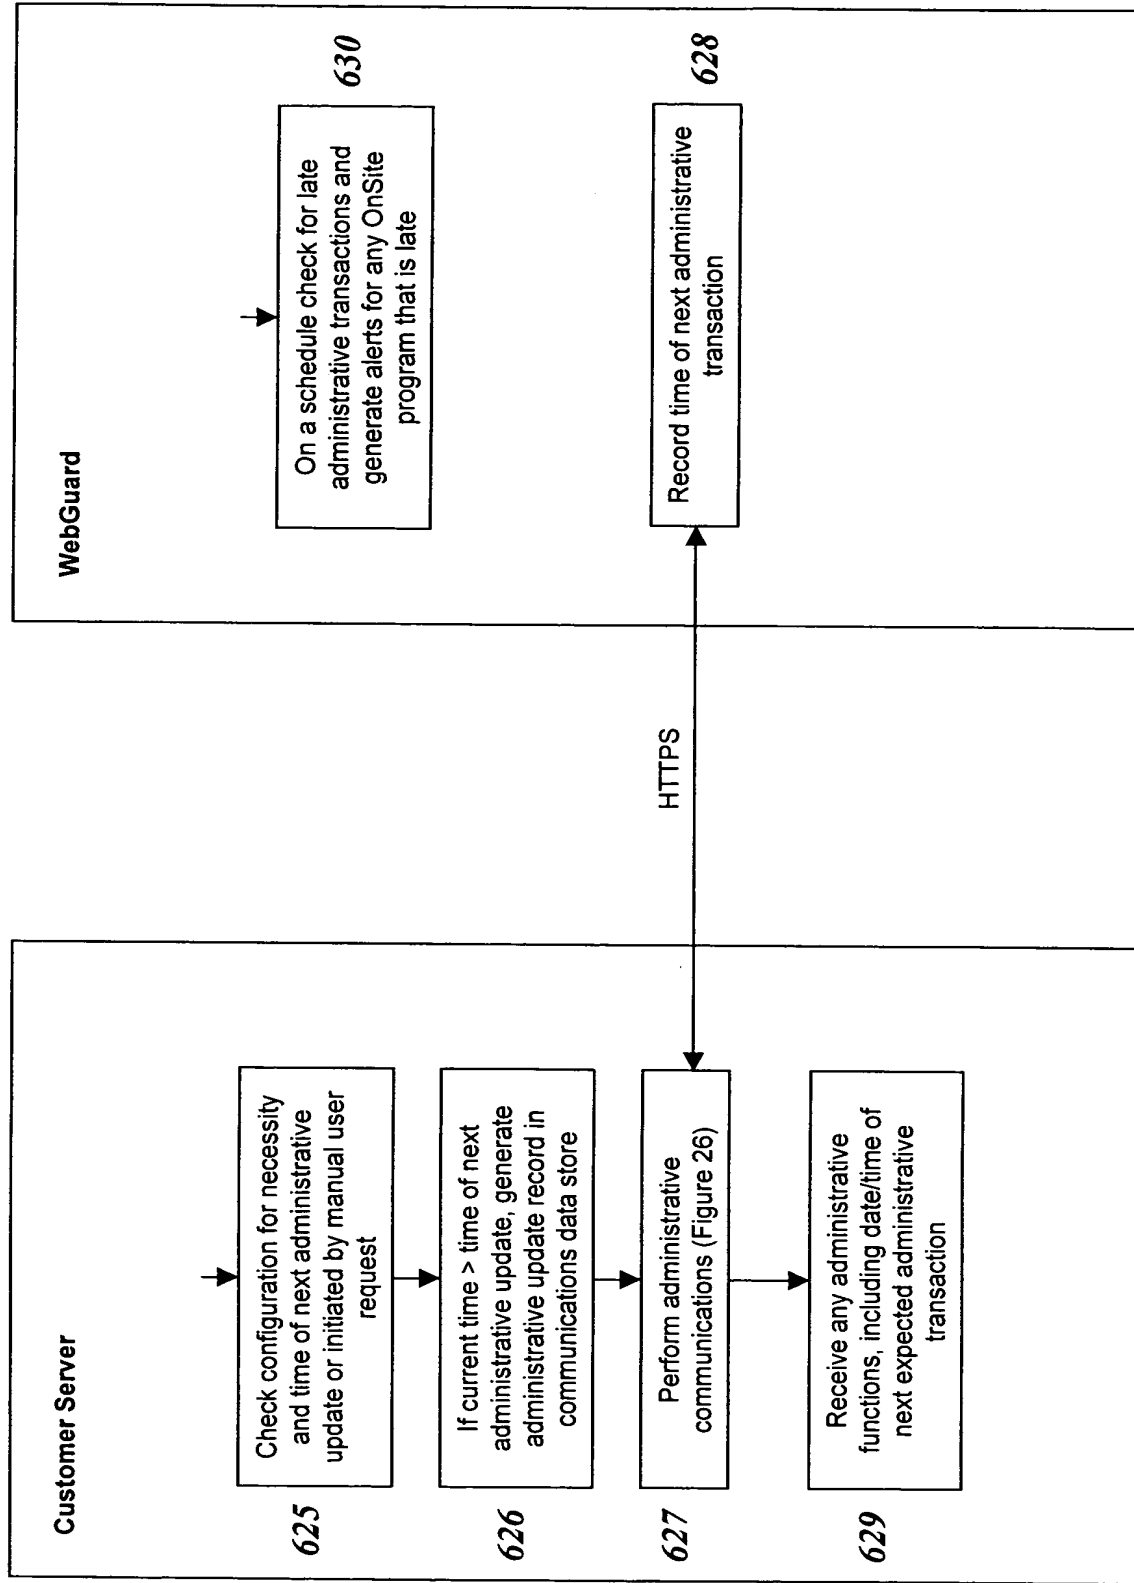 Customer Server
625
Check configuration for necessity
and time of next administrative
update or initiated by manual user
request
626
If current time > time of next
administrative update, generate
administrative update record in
communications data store
627
Perform administrative
communications (Figure 26)
629
Receive any administrative
functions, including date/time of
next expected administrative
transaction
HTTPS
WebGuard
630
On a schedule check for late
administrative transactions and
generate alerts for any OnSite
program that is late
628
Record time of next administrative
transaction